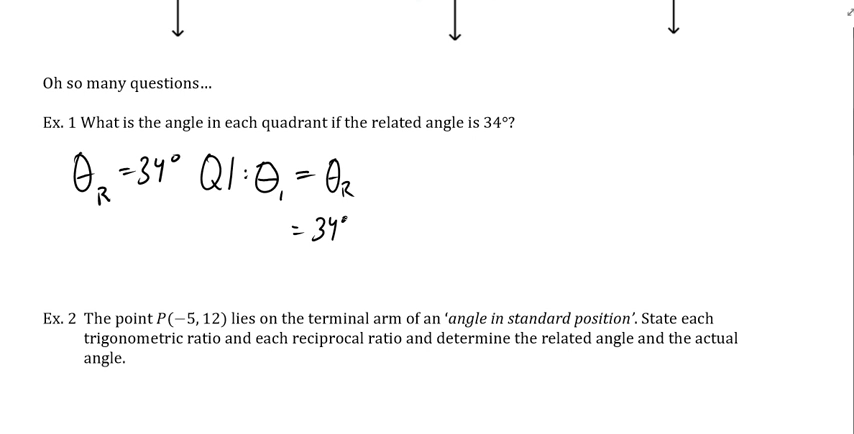 Oh so many questions…
Ex. 1 What is the angle in each quadrant if the related angle is 34°?
θR = 34° Q1: θ1 = θR
= 34°
Ex. 2 The point P(−5, 12) lies on the terminal arm of an ‘angle in standard position’. State each
trigonometric ratio and each reciprocal ratio and determine the related angle and the actual
angle.